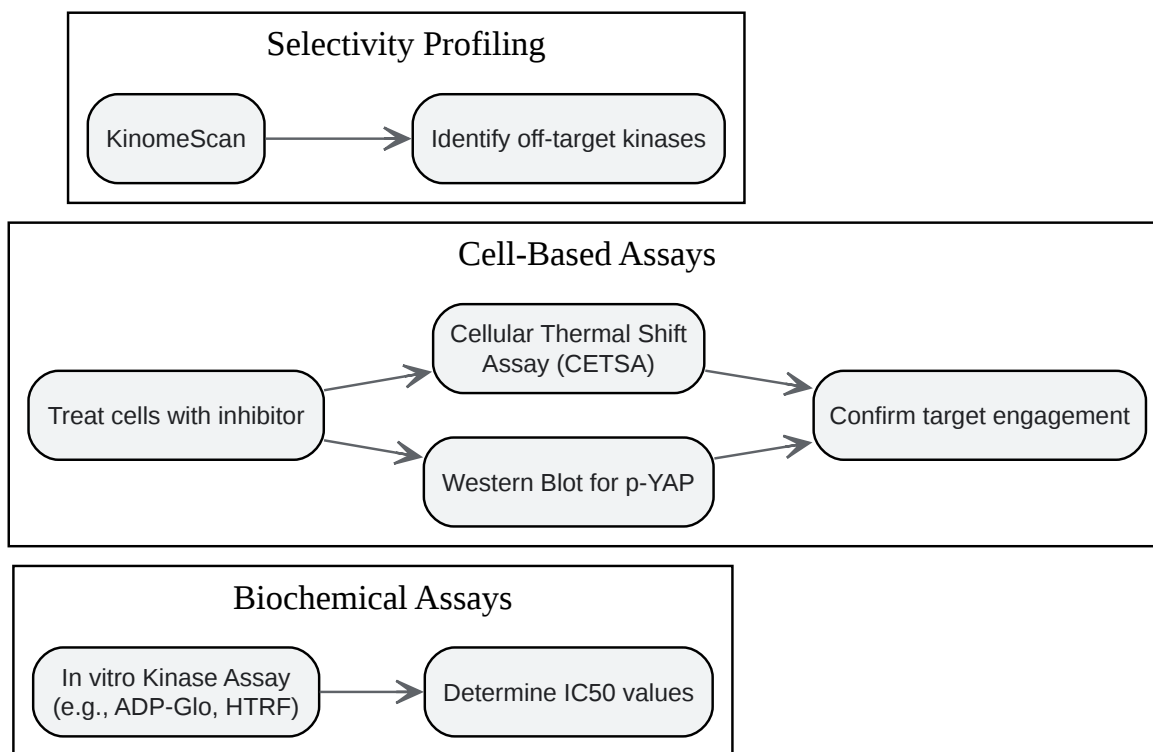 Selectivity Profiling
KinomeScan
Identify off-target kinases
Cell-Based Assays
Cellular Thermal Shift
Assay (CETSA)
Treat cells with inhibitor
Confirm target engagement
Western Blot for p-YAP
Biochemical Assays
In vitro Kinase Assay
(e.g., ADP-Glo, HTRF)
Determine IC50 values